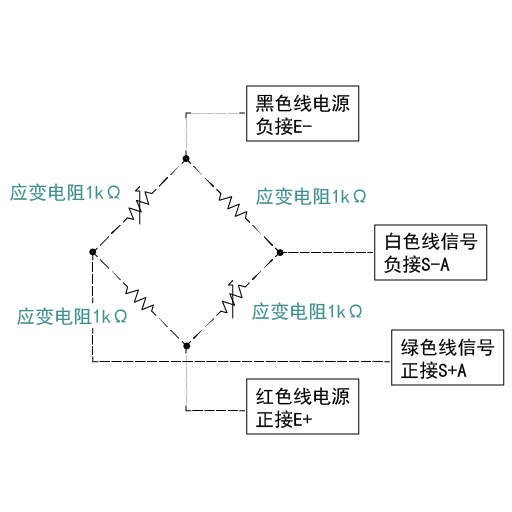 黑色线电源
负接E-
应变电阻1kΩ
应变电阻1kΩ
白色线信号
负接S-A
应变电阻1kΩ
应变电阻1kΩ
绿色线信号
正接S+A
红色线电源
正接E+